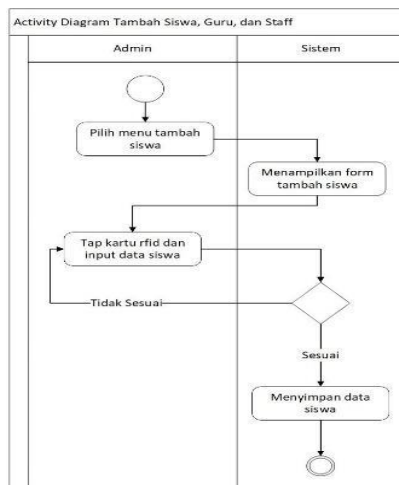 Activity Diagram Tambah Siswa, Guru, dan Staff
Admin
Sistem
Pilih menu tambah
siswa
Menampilkan form
tambah siswa
Tap kartu rfid dan
input data siswa
Tidak Sesuai
Sesuai
Menyimpan data
siswa